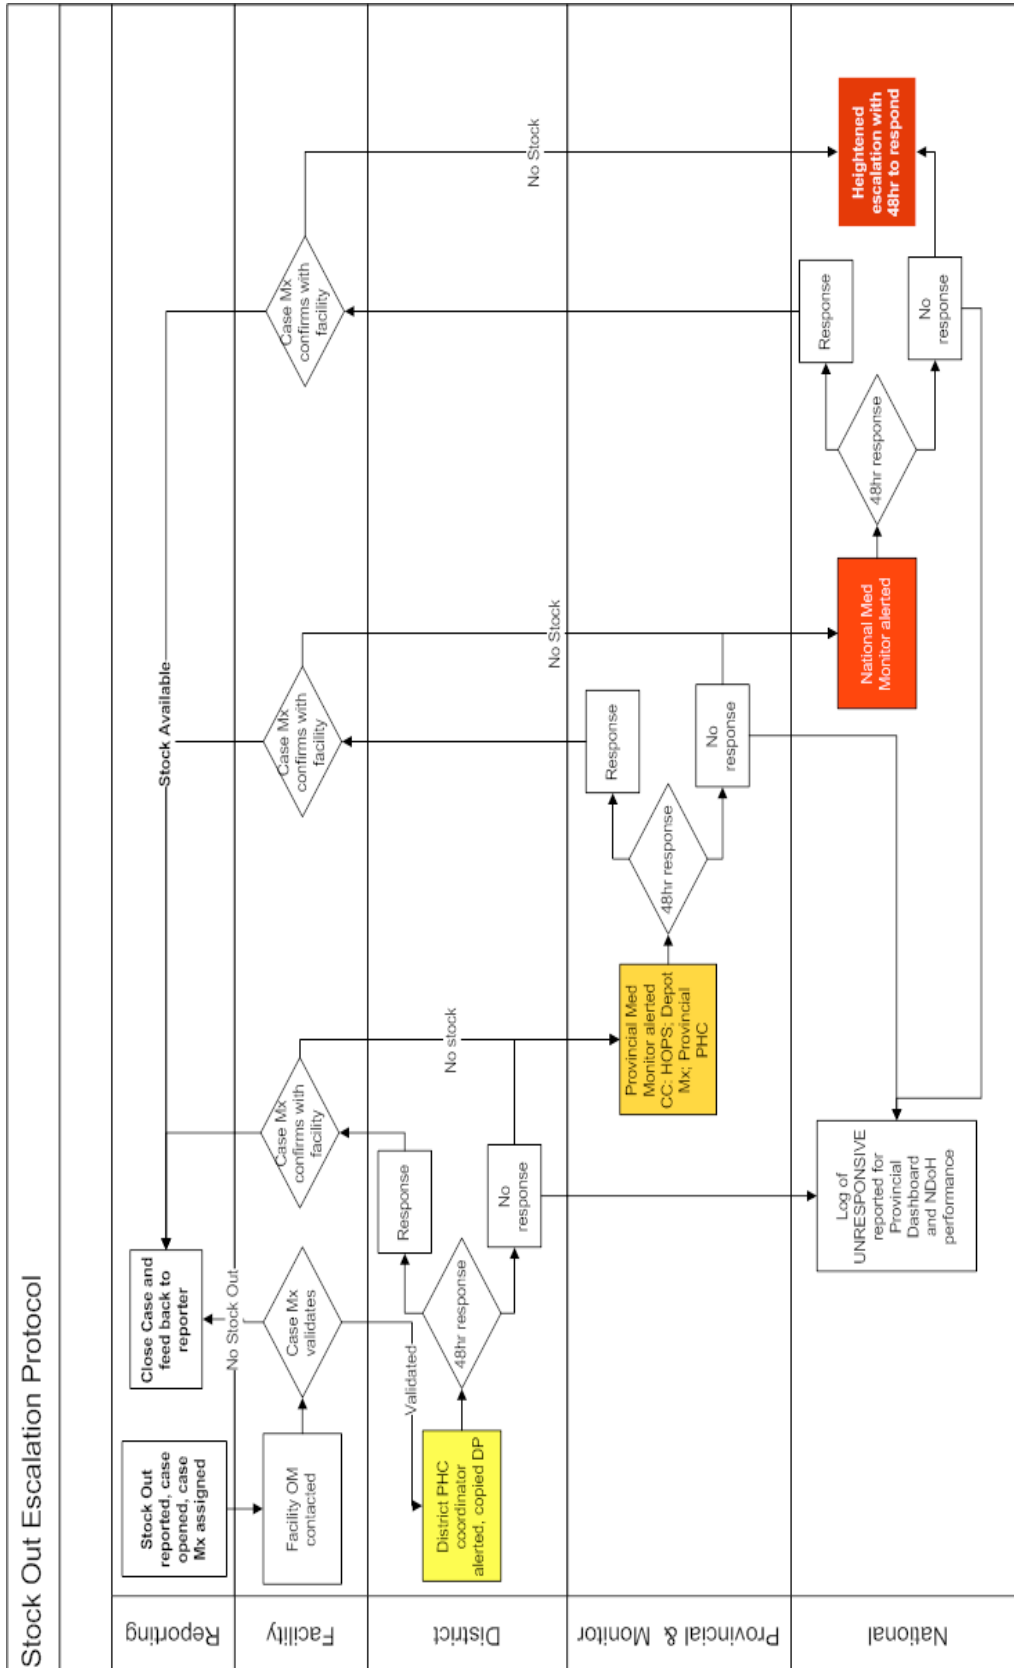 Stock Out Escalation Protocol
Reporting
Stock Out
reported, case
opened, case
Mx assigned
Close Case and
feed back to
reporter
No Stock Out
Stock Available
Facility
Facility OM
contacted
Case Mx
validates
Case Mx
confirms with
facility
Case Mx
confirms with
facility
Case Mx
confirms with
facility
District
Validated
District PHC
coordinator
alerted, copied DP
48hr response
Response
No
response
No stock
No Stock
No Stock
Provincial & Monitor
Provincial Med
Monitor alerted
CC: HOPS; Depot
Mx; Provincial
PHC
48hr response
Response
No
response
National
Log of
UNRESPONSIVE
reported for
Provincial
Dashboard
and NDoH
performance
National Med
Monitor alerted
48hr response
Response
No
response
Heightened
escalation with
48hr to respond